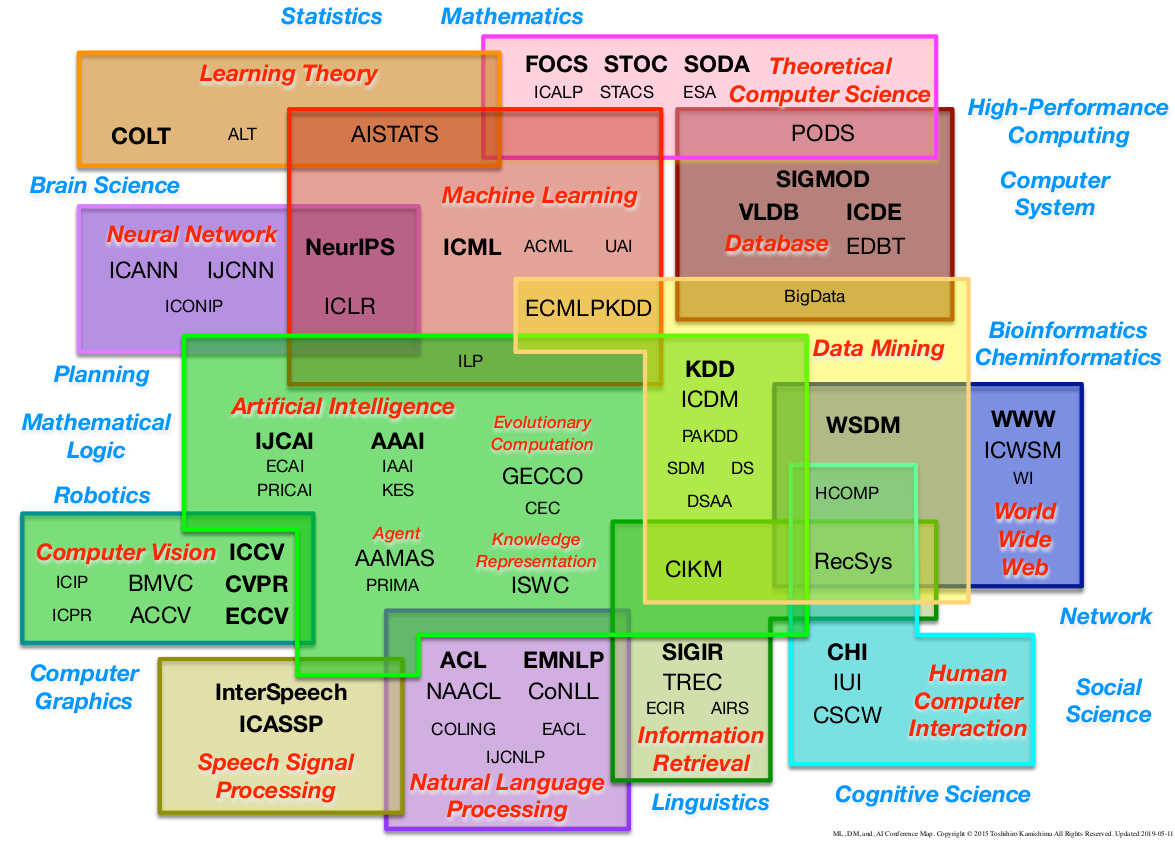 Statistics
Mathematics
Learning Theory
COLT
ALT
AISTATS
FOCS STOC SODA
ICALP STACS ESA
Theoretical
Computer Science
PODS
High-Performance
Computing
Computer
System
Brain Science
Machine Learning
ICML ACML UAI
SIGMOD
VLDB ICDE
Database EDBT
BigData
Neural Network
ICANN IJCNN
ICONIP
NeurIPS
ICLR
ECMLPKDD
ILP
Data Mining
Bioinformatics
Cheminformatics
Planning
Mathematical
Logic
Robotics
Artificial Intelligence
IJCAI AAAI
ECAI IAAI
PRICAI KES
Evolutionary
Computation
GECCO
CEC
Agent
AAMAS
PRIMA
Knowledge
Representation
ISWC
KDD
ICDM
PAKDD
SDM DS
DSAA
CIKM
WSDM
HCOMP
RecSys
WWW
ICWSM
WI
World
Wide
Web
Computer Vision ICCV
ICIP BMVC CVPR
ICPR ACCV ECCV
Network
Computer
Graphics
InterSpeech
ICASSP
Speech Signal
Processing
ACL EMNLP
NAACL CoNLL
COLING EACL
IJCNLP
Natural Language
Processing
SIGIR
TREC
ECIR AIRS
Information
Retrieval
CHI
IUI
CSCW
Human
Computer
Interaction
Social
Science
Linguistics
Cognitive Science
ML, DM, and, AI Conference Map. Copyright © 2015 Toshihiro Kamishima All Rights Reserved. Updated 2019-05-11